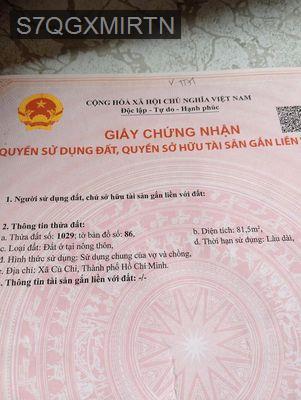 S7QGXMIRTN
CỘNG HÒA XÃ HỘI CHỦ NGHĨA VIỆT NAM
Độc lập - Tự do - Hạnh phúc
GIẤY CHỨNG NHẬN
QUYỀN SỬ DỤNG ĐẤT, QUYỀN SỞ HỮU TÀI SẢN GẮN LIỀN
1. Người sử dụng đất, chủ sở hữu tài sản gắn liền với đất:
2. Thông tin thửa đất:
a. Thửa đất số: 1029; tờ bản đồ số: 86, b. Diện tích: 81,5m²,
c. Loại đất: Đất ở tại nông thôn, d. Thời hạn sử dụng: Lâu dài,
đ. Hình thức sử dụng: Sử dụng chung của vợ và chồng,
e. Địa chỉ: Xã Củ Chi, Thành phố Hồ Chí Minh.
. Thông tin tài sản gắn liền với đất: -/-